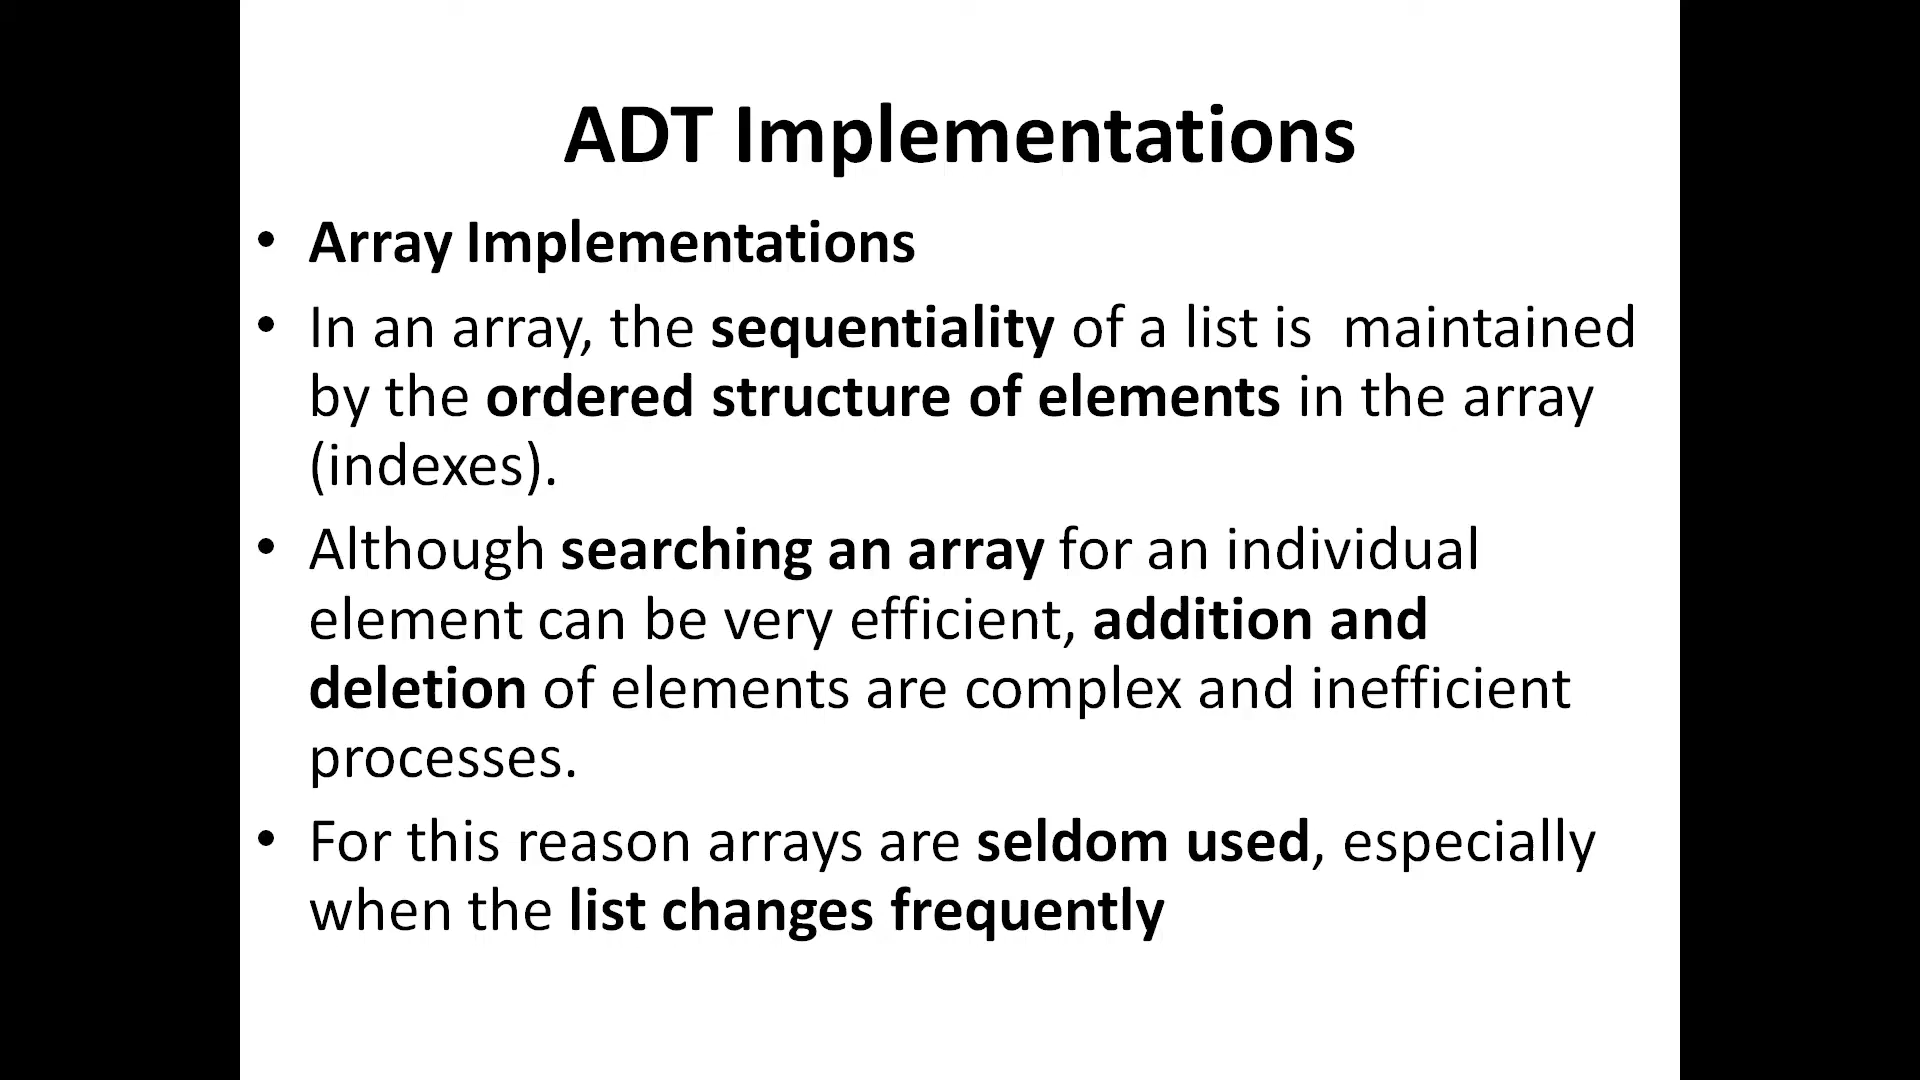 ADT Implementations
• Array Implementations
• In an array, the sequentiality of a list is  maintained
by the ordered structure of elements in the array
(indexes).
• Although searching an array for an individual
element can be very efficient, addition and
deletion of elements are complex and inefficient
processes.
• For this reason arrays are seldom used, especially
when the list changes frequently